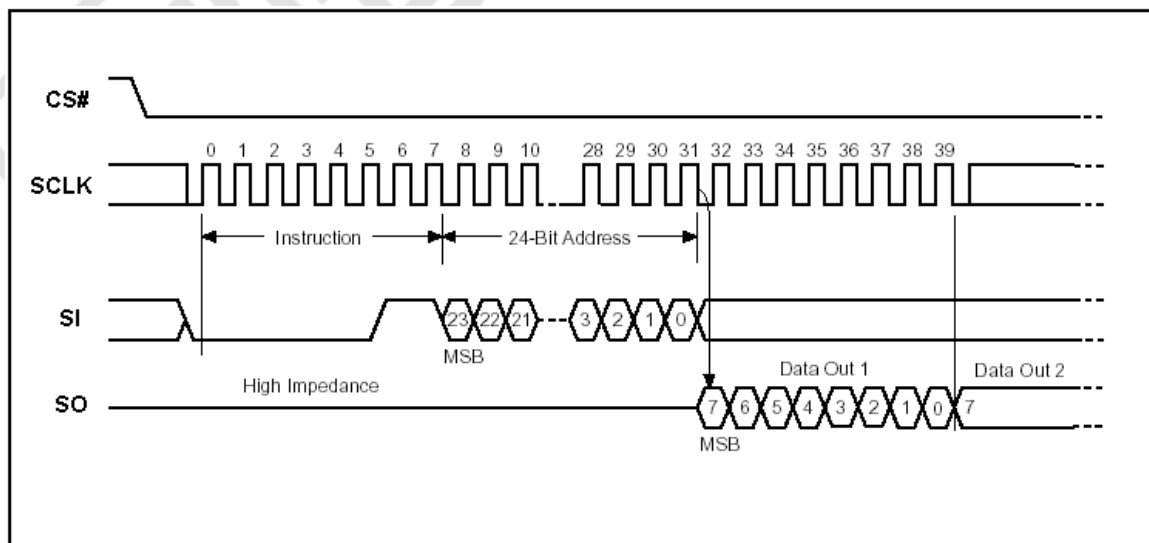 CS#
0 1 2 3 4 5 6 7 8 9 10 28 29 30 31 32 33 34 35 36 37 38 39
SCLK
Instruction 24-Bit Address
SI
23 22 21 3 2 1 0
MSB
High Impedance Data Out 1 Data Out 2
SO
7 6 5 4 3 2 1 0 7
MSB